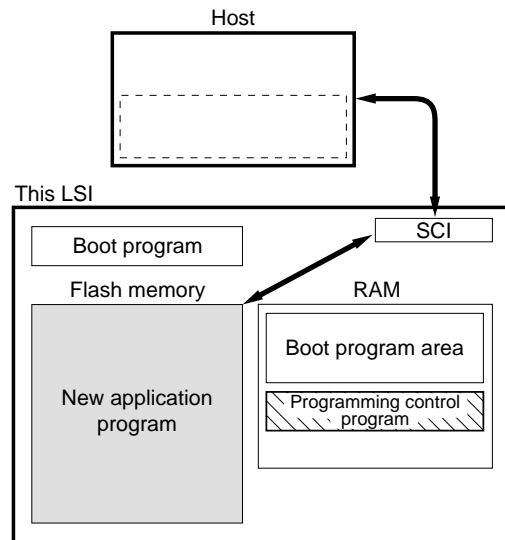 Host
This LSI
SCI
Boot program
Flash memory
RAM
Boot program area
New application
program
Programming control
program